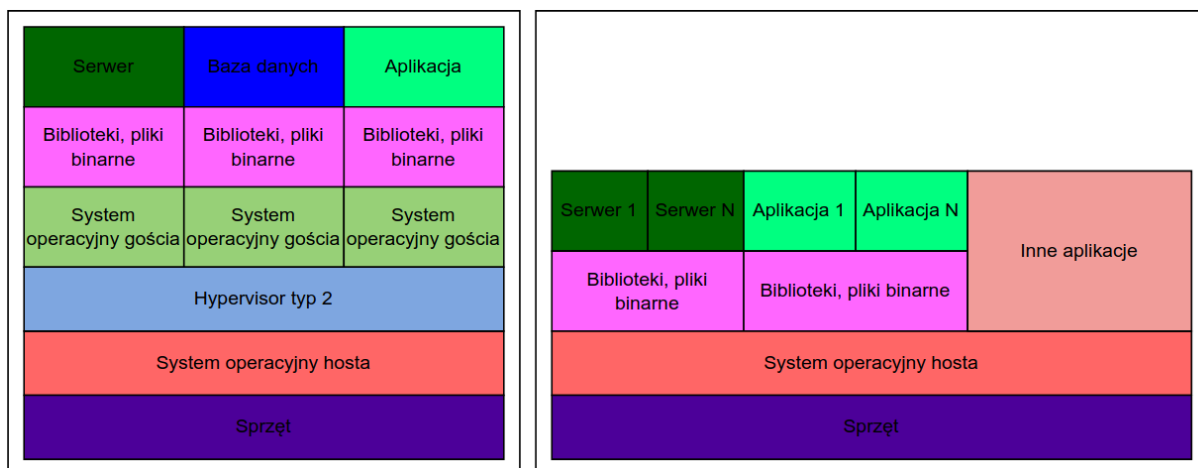 Serwer
Baza danych
Aplikacja
Biblioteki, pliki
binarne
Biblioteki, pliki
binarne
Biblioteki, pliki
binarne
System
operacyjny gościa
System
operacyjny gościa
System
operacyjny gościa
Hypervisor typ 2
System operacyjny hosta
Sprzęt
Serwer 1
Serwer N
Aplikacja 1
Aplikacja N
Inne aplikacje
Biblioteki, pliki
binarne
Biblioteki, pliki binarne
System operacyjny hosta
Sprzęt